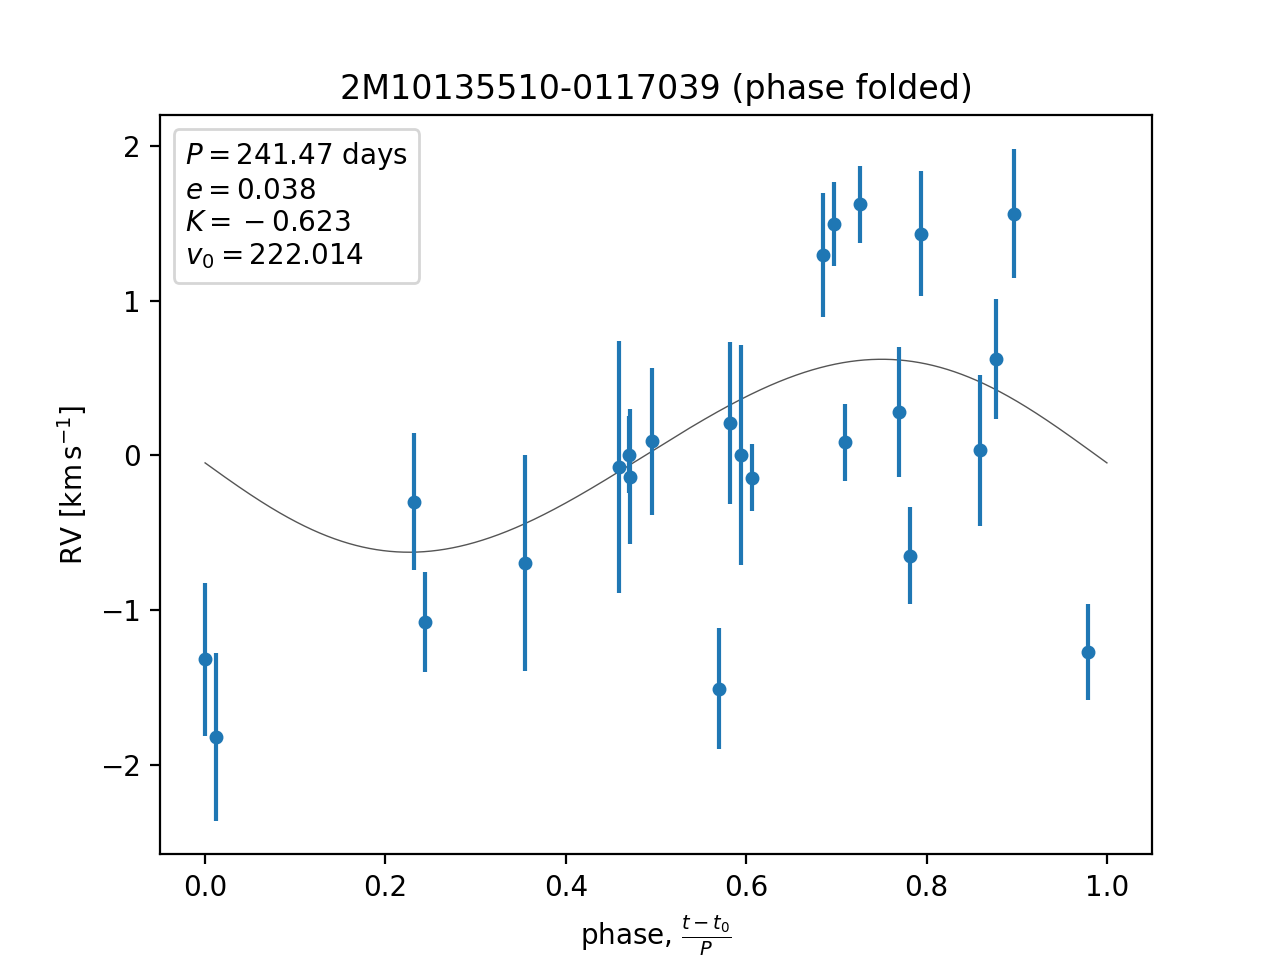 2M10135510-0117039 (phase folded)
P = 241.47 days
e = 0.038
K = −0.623
v₀ = 222.014
2
1
0
−1
−2
RV [km s⁻¹]
0.0 0.2 0.4 0.6 0.8 1.0
phase, (t − t₀)/P